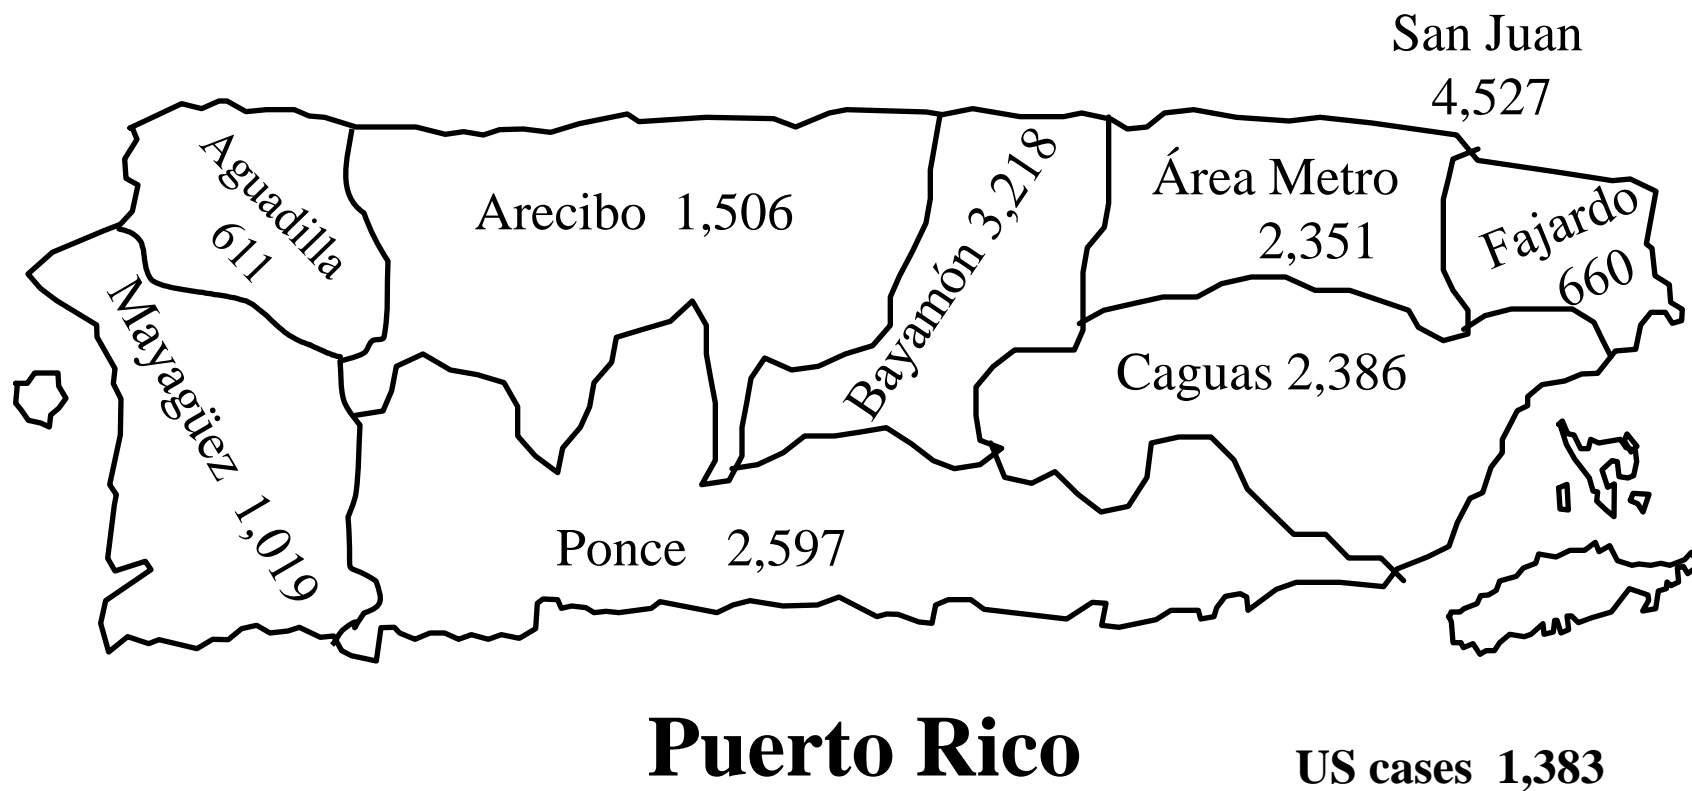 San Juan
4,527
Aguadilla
611
Arecibo 1,506
Bayamón 3,218
Área Metro
2,351
Fajardo
660
Mayagüez 1,019
Caguas 2,386
Ponce 2,597
Puerto Rico
US cases 1,383